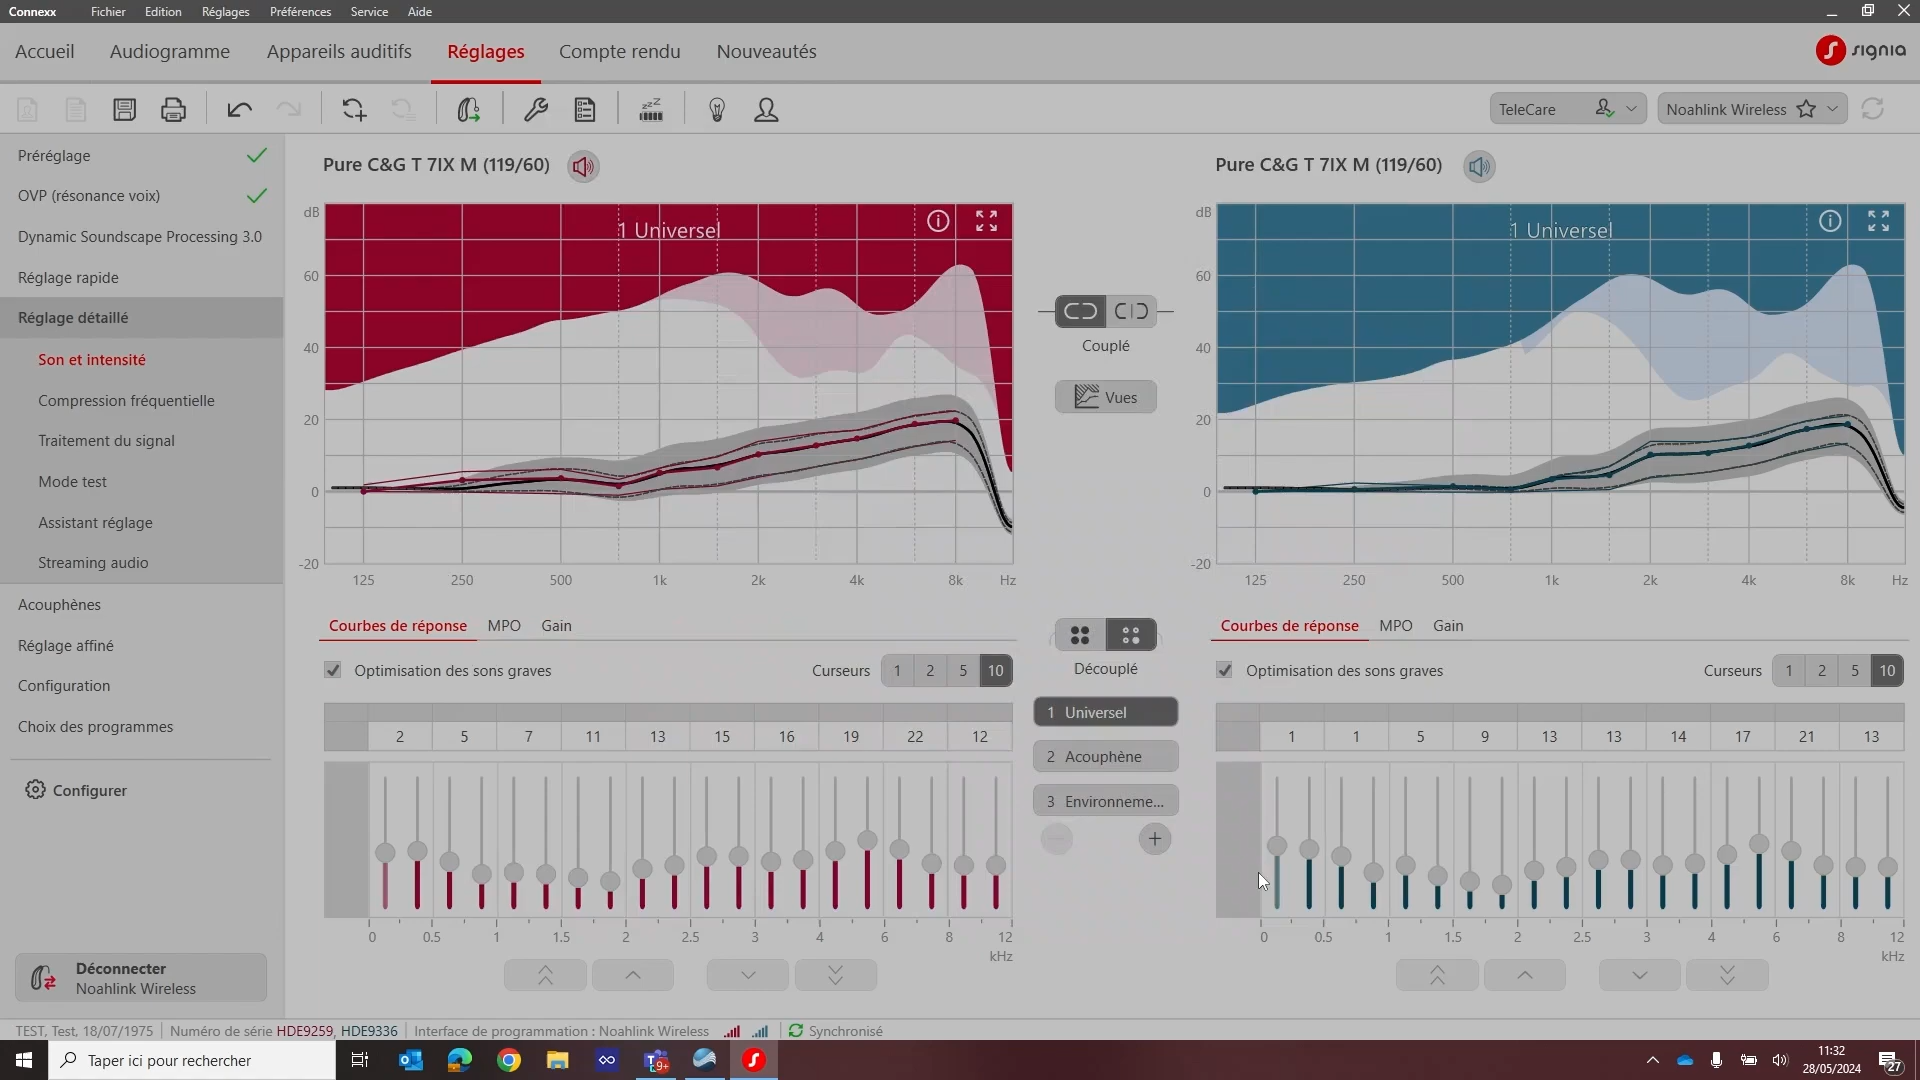 Connexx Fichier Edition Réglages Préférences Service Aide
Accueil Audiogramme Appareils auditifs Réglages Compte rendu Nouveautés signia
zzZ TeleCare Noahlink Wireless
Préréglage
OVP (résonance voix)
Dynamic Soundscape Processing 3.0
Réglage rapide
Réglage détaillé
Son et intensité
Compression fréquentielle
Traitement du signal
Mode test
Assistant réglage
Streaming audio
Acouphènes
Réglage affiné
Configuration
Choix des programmes
Configurer
Déconnecter
Noahlink Wireless
Pure C&G T 7IX M (119/60)
dB
1 Universel
60
40
20
0
-20
125 250 500 1k 2k 4k 8k Hz
Courbes de réponse MPO Gain
Optimisation des sons graves Curseurs 1 2 5 10
2 5 7 11 13 15 16 19 22 12
0 0.5 1 1.5 2 2.5 3 4 6 8 12
kHz
Couplé
Vues
Découplé
1 Universel
2 Acouphène
3 Environneme...
Pure C&G T 7IX M (119/60)
dB
1 Universel
60
40
20
0
-20
125 250 500 1k 2k 4k 8k Hz
Courbes de réponse MPO Gain
Optimisation des sons graves Curseurs 1 2 5 10
1 1 5 9 13 13 14 17 21 13
0 0.5 1 1.5 2 2.5 3 4 6 8 12
kHz
TEST, Test, 18/07/1975 Numéro de série HDE9259, HDE9336 Interface de programmation : Noahlink Wireless Synchronisé
Taper ici pour rechercher 9+ 11:32
28/05/2024 27